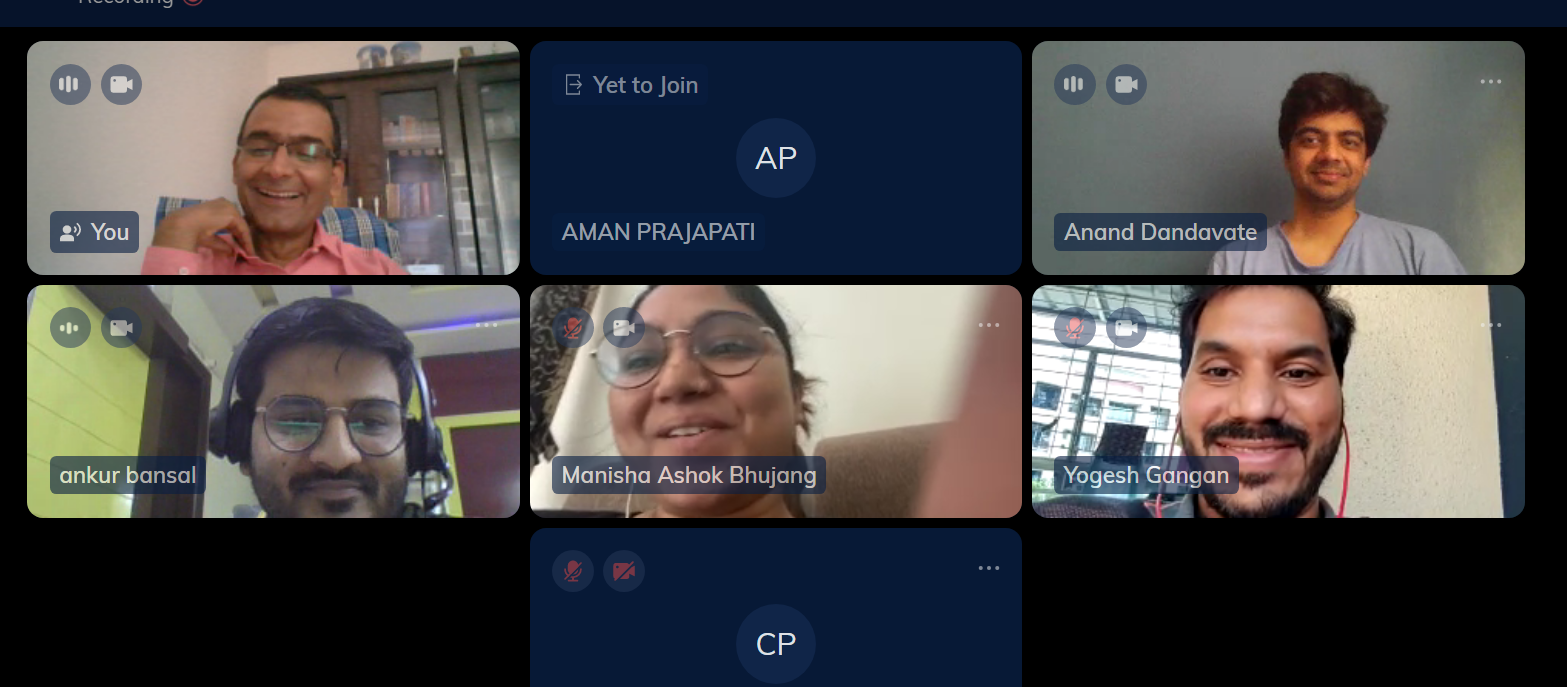 Recording
Yet to Join
AP
You
AMAN PRAJAPATI
Anand Dandavate
ankur bansal
Manisha Ashok Bhujang
Yogesh Gangan
CP